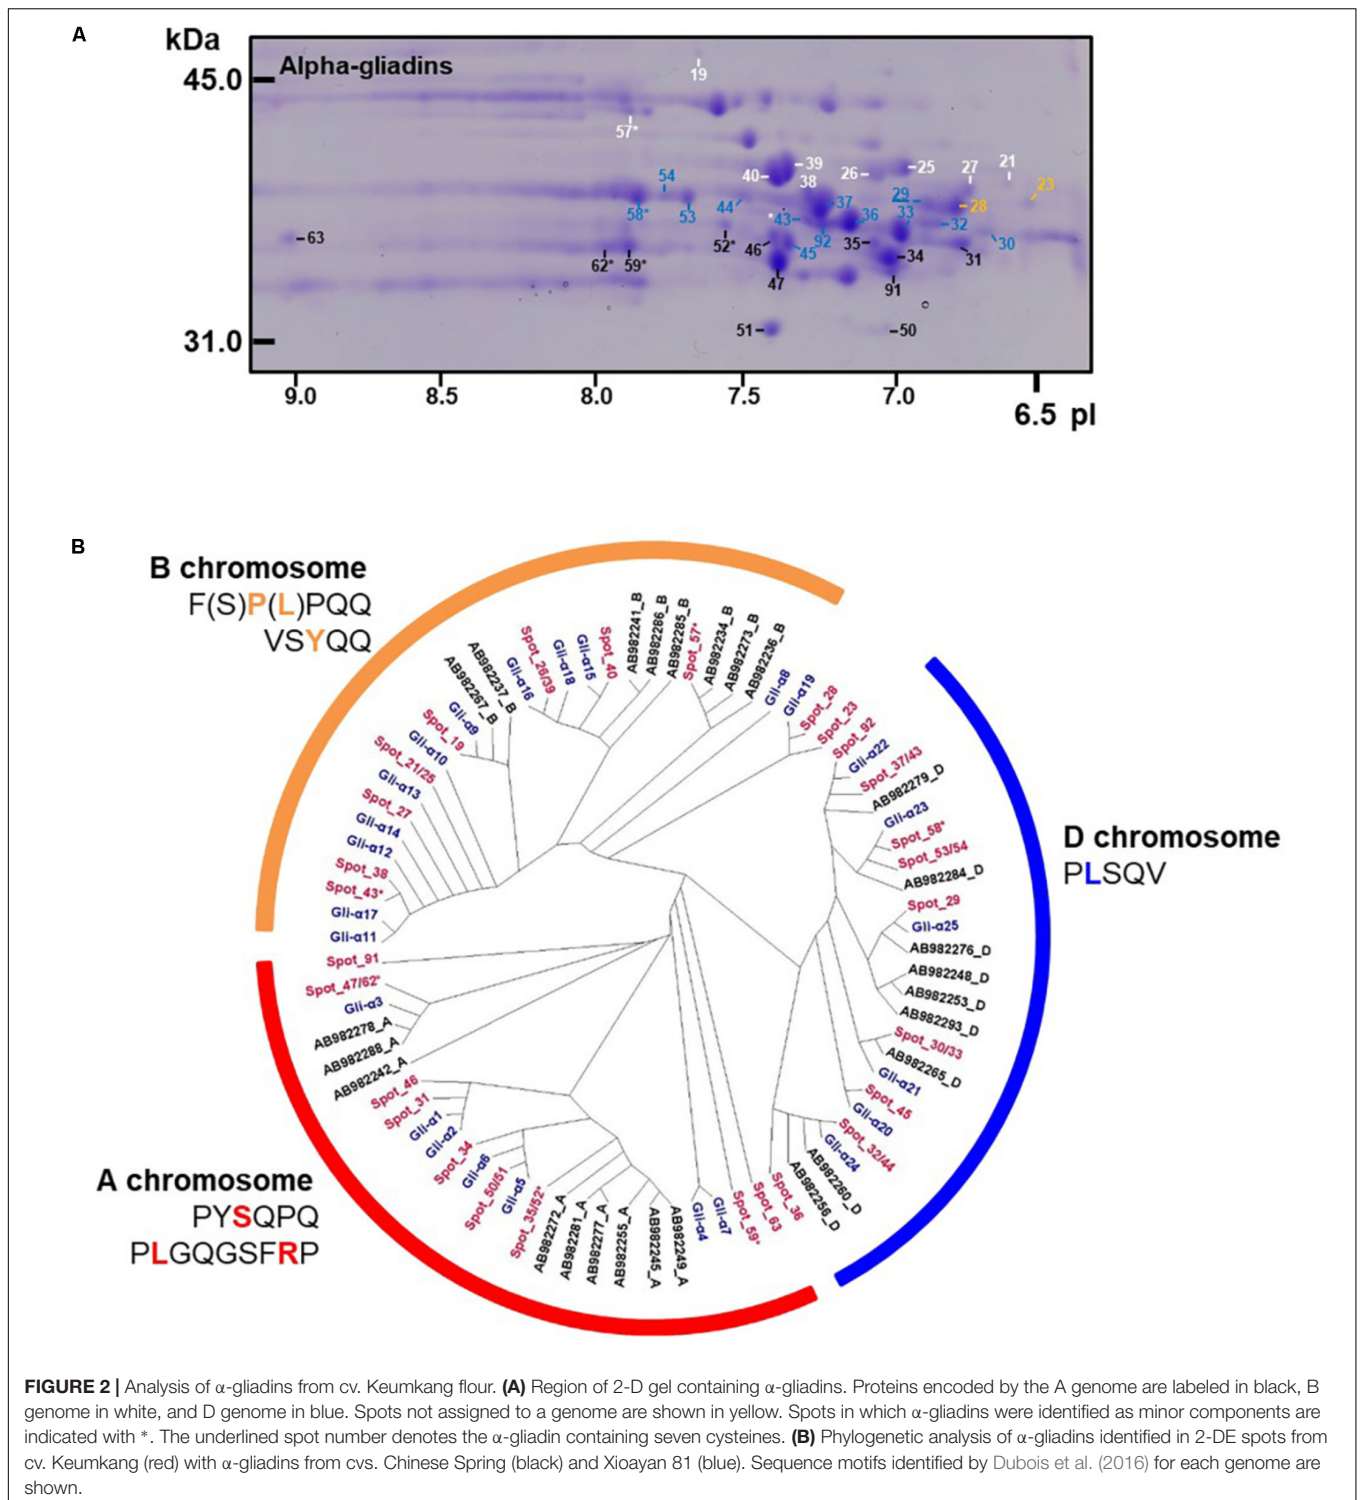 A
kDa
45.0
31.0
Alpha-gliadins
19
57*
39
40
38
26
25
27
21
23
54
58*
53
44
43
*
37
36
29
33
28
32
30
92
45
63
62*
59*
52*
46
47
35
34
31
91
51
50
9.0
8.5
8.0
7.5
7.0
6.5 pI
B
B chromosome
F(S)P(L)PQQ
VSYQQ
D chromosome
PLSQV
A chromosome
PYSQPQ
PLGQGSFRP
AB982267_B
AB982237_B
Gli-α16
Spot_26/39
Gli-α18
Gli-α15
Spot_40
AB982241_B
AB982286_B
AB982285_B
Spot_57*
AB982234_B
AB982273_B
AB982236_B
Gli-α8
Gli-α19
Spot_28
Spot_23
Spot_92
Gli-α22
Spot_37/43
AB982279_D
Gli-α23
Spot_58*
Spot_53/54
AB982284_D
Spot_29
Gli-α25
AB982276_D
AB982248_D
AB982253_D
AB982293_D
Spot_30/33
AB982265_D
Gli-α21
Spot_45
Gli-α20
Spot_32/44
Gli-α24
AB982260_D
AB982256_D
Spot_36
Spot_63
Spot_59*
Gli-α7
Gli-α4
AB982249_A
AB982245_A
AB982255_A
AB982277_A
AB982281_A
AB982272_A
Spot_35/52*
Gli-α5
Spot_50/51
Gli-α6
Spot_34
Gli-α2
Gli-α1
Spot_31
Spot_46
AB982242_A
AB982288_A
AB982278_A
Gli-α3
Spot_47/62*
Spot_91
Gli-α11
Gli-α17
Spot_43*
Spot_38
Gli-α12
Gli-α14
Spot_27
Gli-α13
Spot_21/25
Gli-α10
Spot_19
Gli-α9
FIGURE 2 | Analysis of α-gliadins from cv. Keumkang flour. (A) Region of 2-D gel containing α-gliadins. Proteins encoded by the A genome are labeled in black, B
genome in white, and D genome in blue. Spots not assigned to a genome are shown in yellow. Spots in which α-gliadins were identified as minor components are
indicated with *. The underlined spot number denotes the α-gliadin containing seven cysteines. (B) Phylogenetic analysis of α-gliadins identified in 2-DE spots from
cv. Keumkang (red) with α-gliadins from cvs. Chinese Spring (black) and Xioayan 81 (blue). Sequence motifs identified by Dubois et al. (2016) for each genome are
shown.